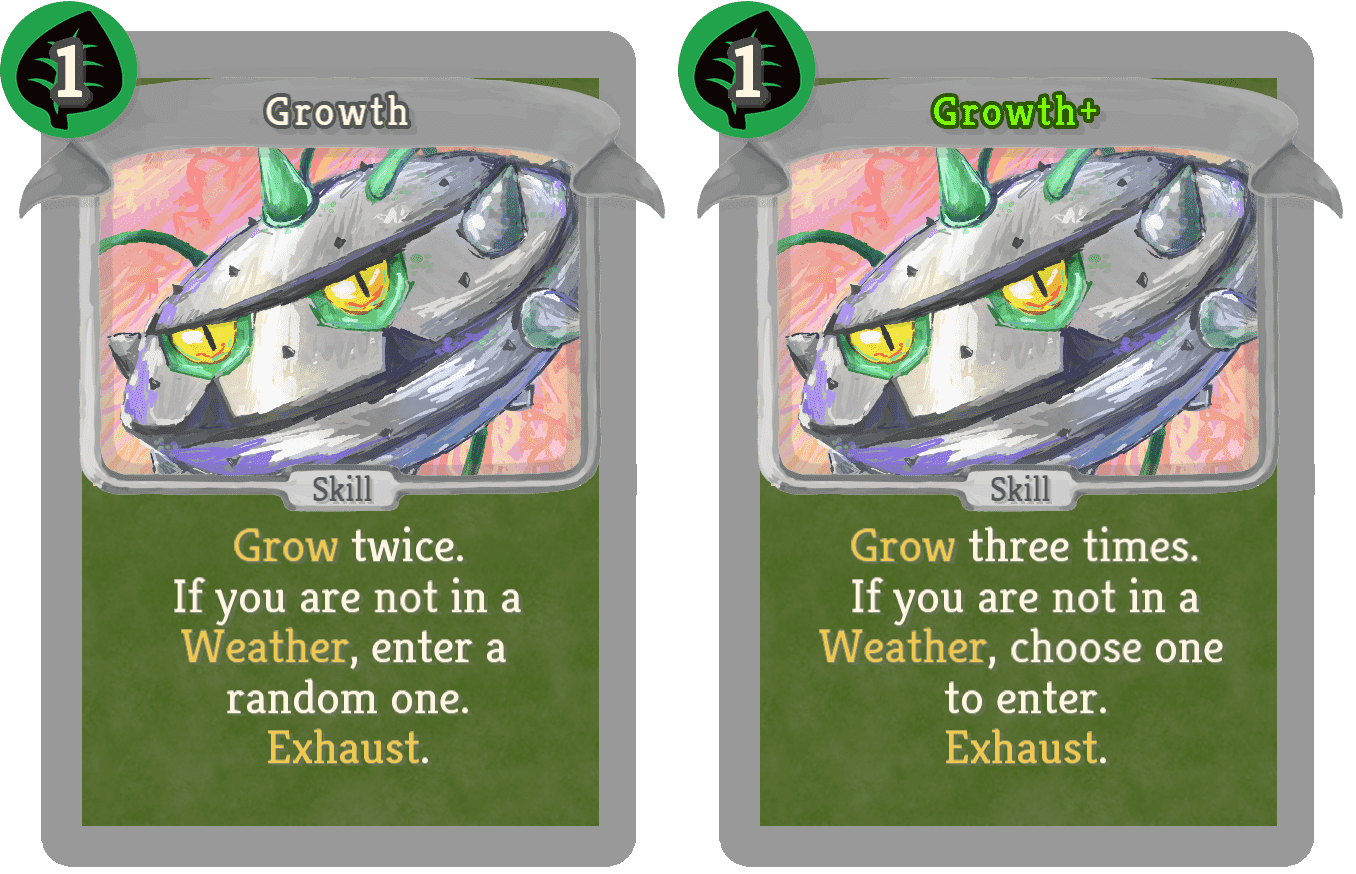 1
Growth
Skill
Grow twice.
If you are not in a
Weather, enter a
random one.
Exhaust.
1
Growth+
Skill
Grow three times.
If you are not in a
Weather, choose one
to enter.
Exhaust.